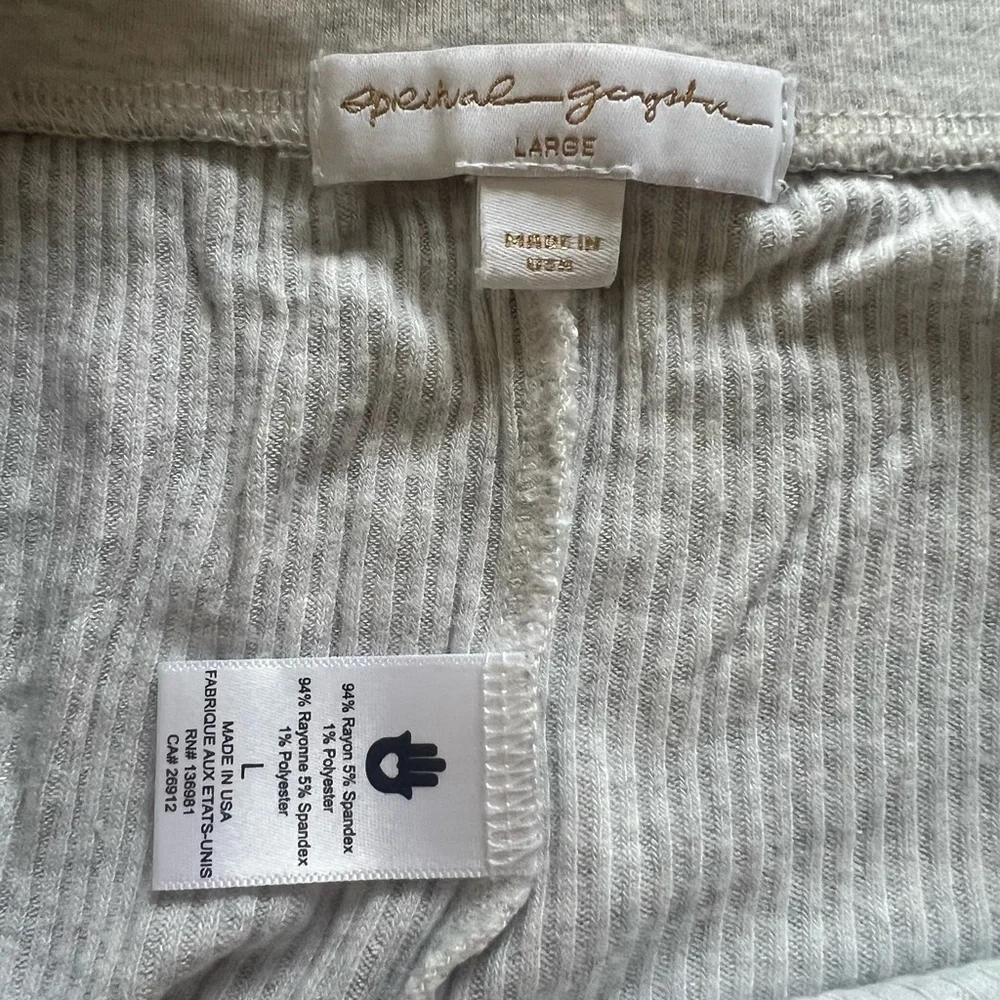 spiritual gangster
LARGE
MADE IN
USA
94% Rayon 5% Spandex
1% Polyester
94% Rayonne 5% Spandex
1% Polyester
L
MADE IN USA
FABRIQUE AUX ETATS-UNIS
RN# 136981
CA# 26912